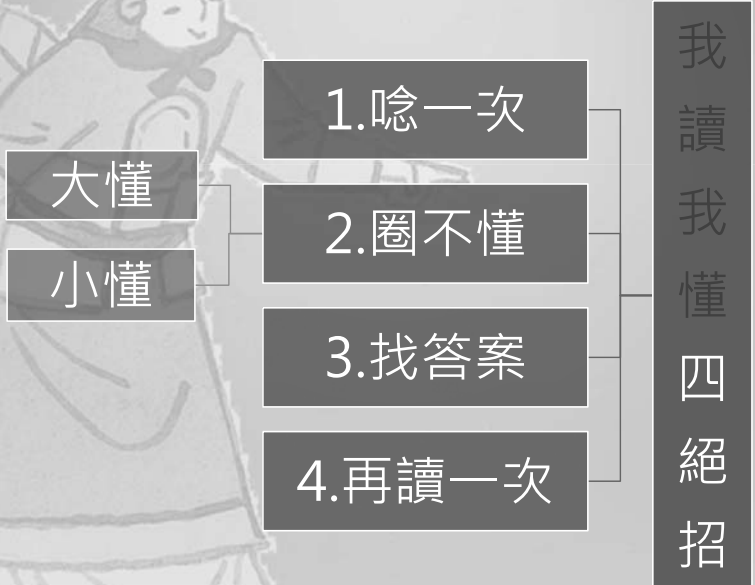 我讀我懂四絕招
1.唸一次
2.圈不懂
大懂
小懂
3.找答案
4.再讀一次